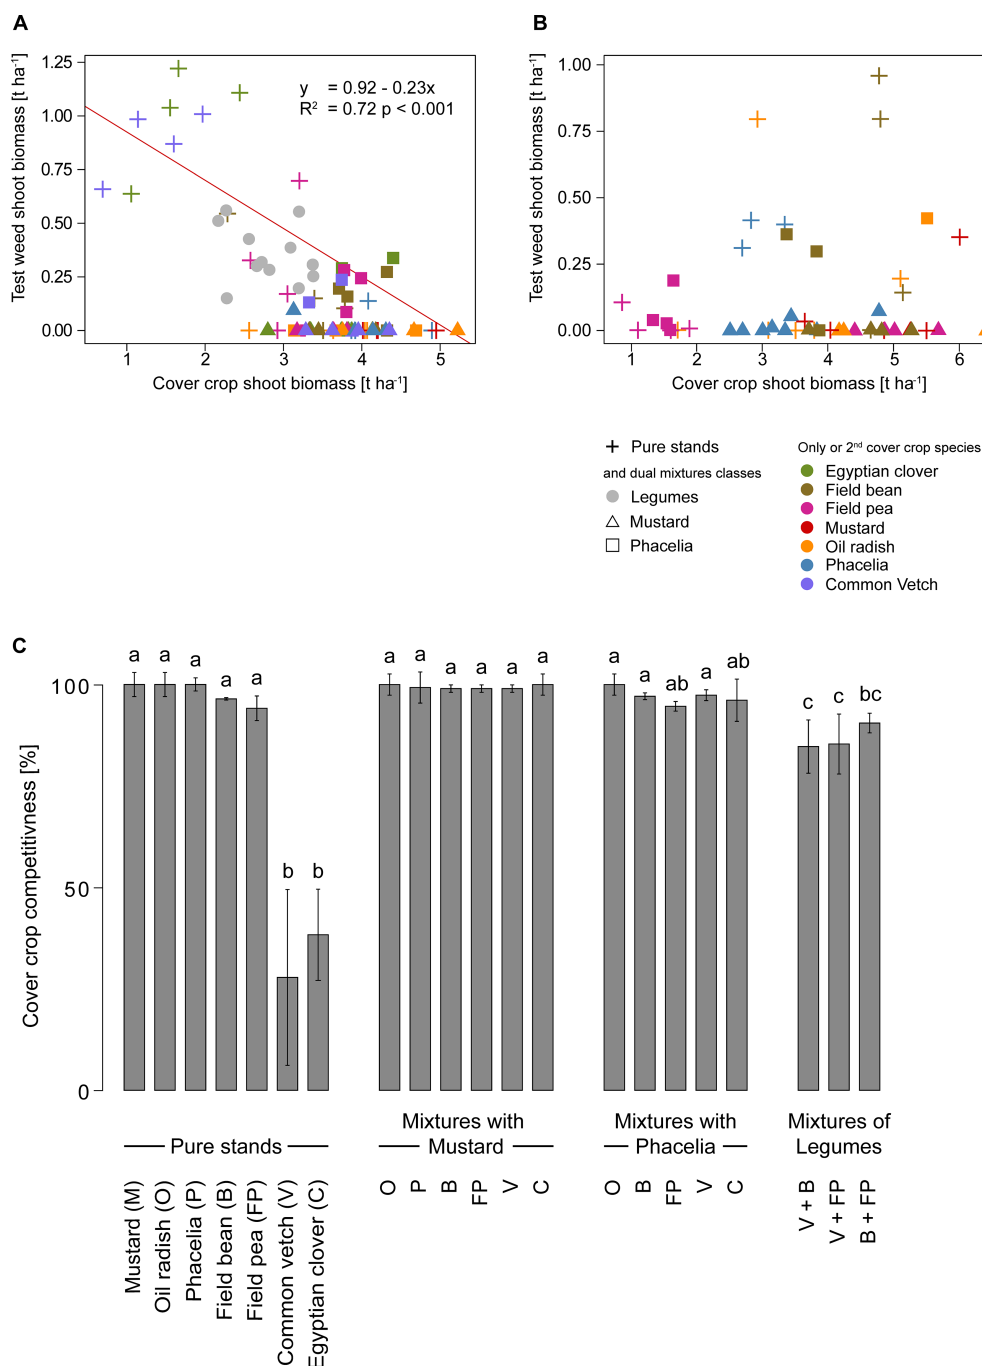 A
Test weed shoot biomass [t ha-1]
1.25
1.00
0.75
0.50
0.25
0.00
y = 0.92 - 0.23x
R2 = 0.72 p < 0.001
1 2 3 4 5
Cover crop shoot biomass [t ha-1]
B
Test weed shoot biomass [t ha-1]
1.00
0.75
0.50
0.25
0.00
1 2 3 4 5 6
Cover crop shoot biomass [t ha-1]
Pure stands
and dual mixtures classes
Legumes
Mustard
Phacelia
Only or 2nd cover crop species
Egyptian clover
Field bean
Field pea
Mustard
Oil radish
Phacelia
Common Vetch
C
Cover crop competitivness [%]
100
50
0
a a a a a b b
a a a a a a
a a ab a ab
c c bc
Pure stands
Mustard (M)
Oil radish (O)
Phacelia (P)
Field bean (B)
Field pea (FP)
Common vetch (V)
Egyptian clover (C)
Mixtures with
Mustard
O
P
B
FP
V
C
Mixtures with
Phacelia
O
B
FP
V
C
Mixtures of
Legumes
V + B
V + FP
B + FP